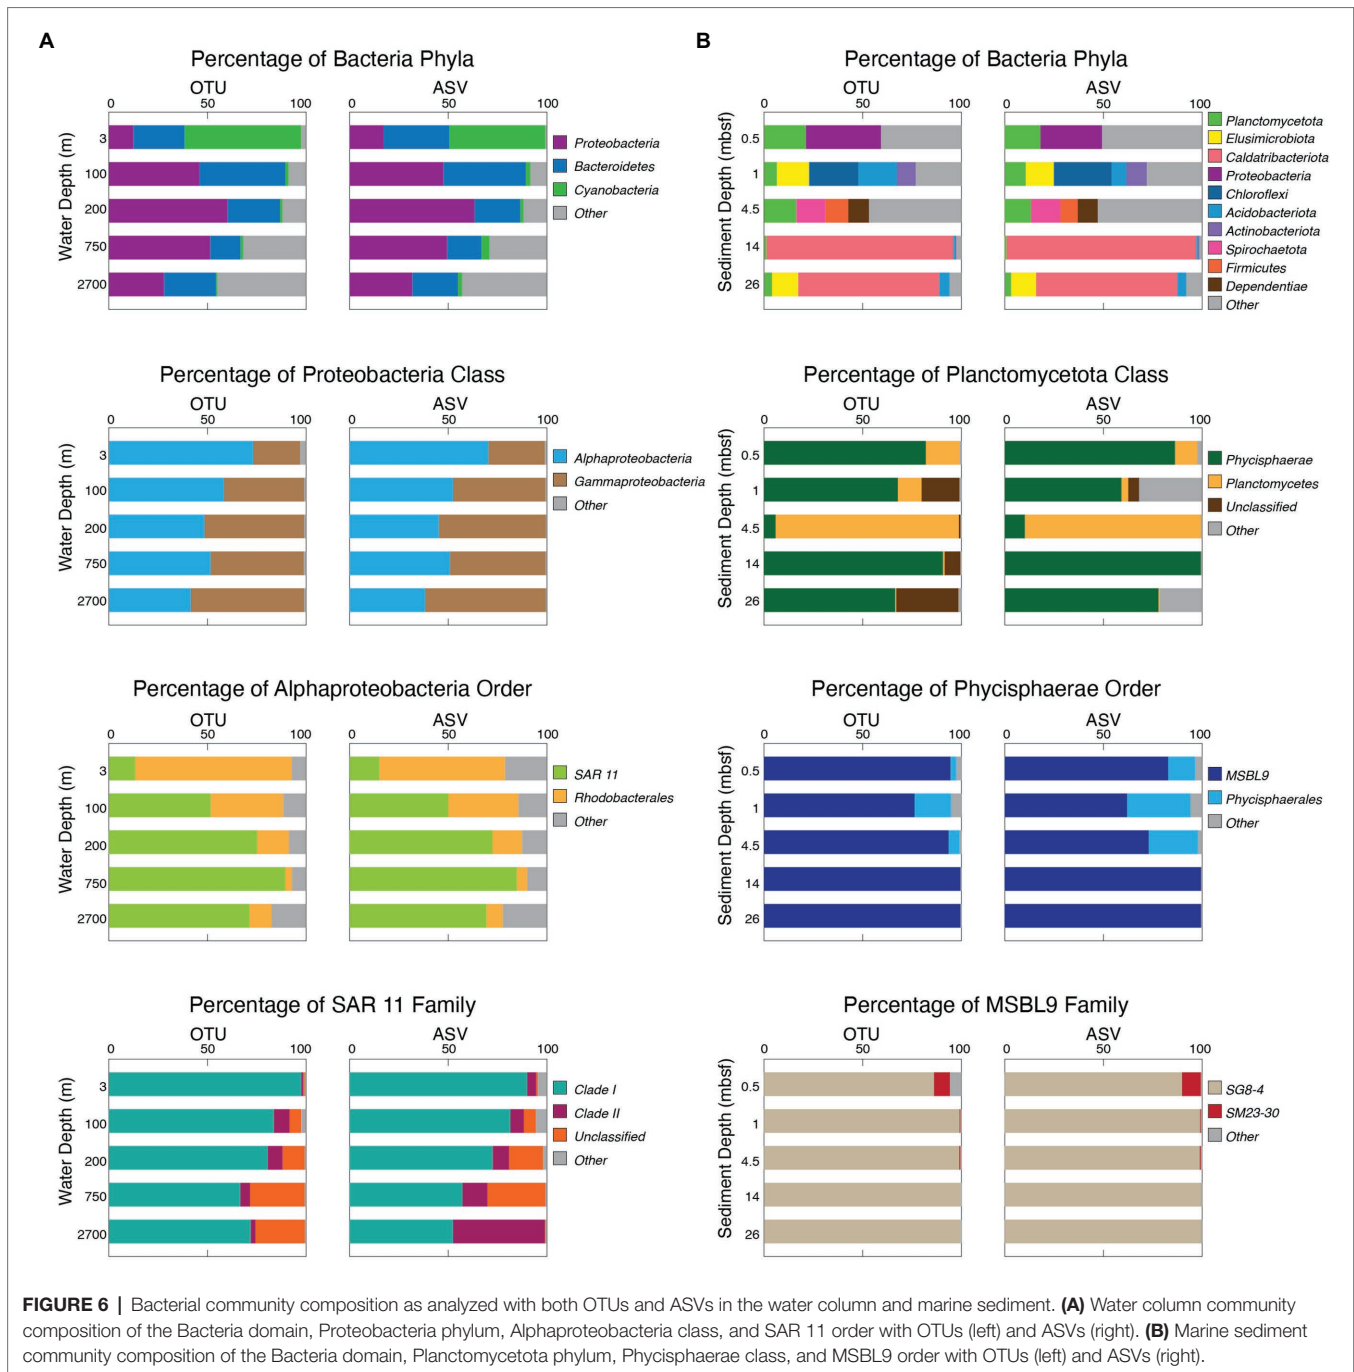 A
Percentage of Bacteria Phyla
OTU
ASV
0 50 100
0 50 100
Water Depth (m)
3
100
200
750
2700
Proteobacteria
Bacteroidetes
Cyanobacteria
Other
Percentage of Proteobacteria Class
OTU
ASV
0 50 100
0 50 100
Water Depth (m)
3
100
200
750
2700
Alphaproteobacteria
Gammaproteobacteria
Other
Percentage of Alphaproteobacteria Order
OTU
ASV
0 50 100
0 50 100
Water Depth (m)
3
100
200
750
2700
SAR 11
Rhodobacterales
Other
Percentage of SAR 11 Family
OTU
ASV
0 50 100
0 50 100
Water Depth (m)
3
100
200
750
2700
Clade I
Clade II
Unclassified
Other
B
Percentage of Bacteria Phyla
OTU
ASV
0 50 100
0 50 100
Sediment Depth (mbsf)
0.5
1
4.5
14
26
Planctomycetota
Elusimicrobiota
Caldatribacteriota
Proteobacteria
Chloroflexi
Acidobacteriota
Actinobacteriota
Spirochaetota
Firmicutes
Dependentiae
Other
Percentage of Planctomycetota Class
OTU
ASV
0 50 100
0 50 100
Sediment Depth (mbsf)
0.5
1
4.5
14
26
Phycisphaerae
Planctomycetes
Unclassified
Other
Percentage of Phycisphaerae Order
OTU
ASV
0 50 100
0 50 100
Sediment Depth (mbsf)
0.5
1
4.5
14
26
MSBL9
Phycisphaerales
Other
Percentage of MSBL9 Family
OTU
ASV
0 50 100
0 50 100
Sediment Depth (mbsf)
0.5
1
4.5
14
26
SG8-4
SM23-30
Other
FIGURE 6 | Bacterial community composition as analyzed with both OTUs and ASVs in the water column and marine sediment. (A) Water column community
composition of the Bacteria domain, Proteobacteria phylum, Alphaproteobacteria class, and SAR 11 order with OTUs (left) and ASVs (right). (B) Marine sediment
community composition of the Bacteria domain, Planctomycetota phylum, Phycisphaerae class, and MSBL9 order with OTUs (left) and ASVs (right).